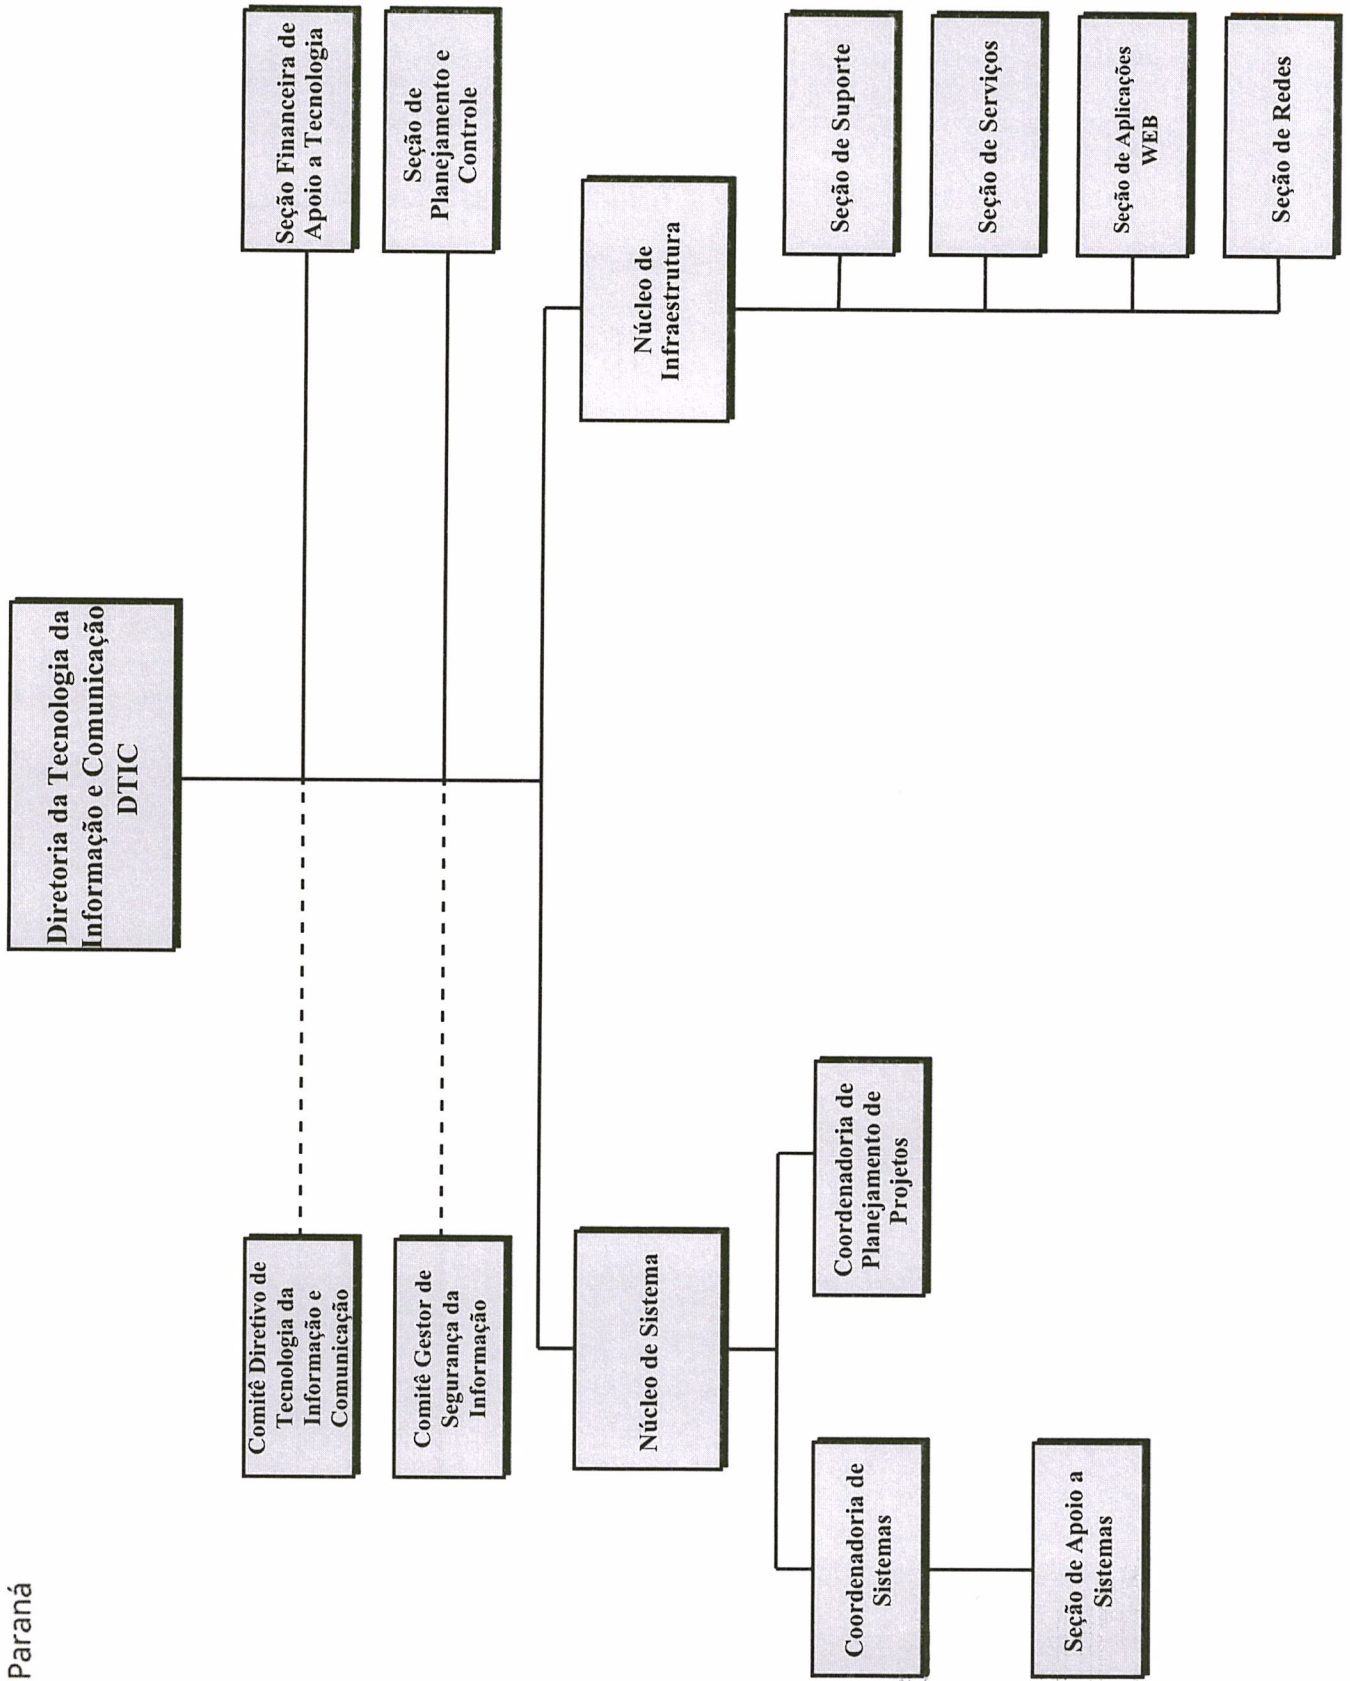 Paraná
Diretoria da Tecnologia da
Informação e Comunicação
DTIC
Comitê Diretivo de
Tecnologia da
Informação e
Comunicação
Seção Financeira de
Apoio a Tecnologia
Comitê Gestor de
Segurança da
Informação
Seção de
Planejamento e
Controle
Núcleo de Sistema
Núcleo de
Infraestrutura
Coordenadoria de
Sistemas
Coordenadoria de
Planejamento de
Projetos
Seção de Apoio a
Sistemas
Seção de Suporte
Seção de Serviços
Seção de Aplicações
WEB
Seção de Redes